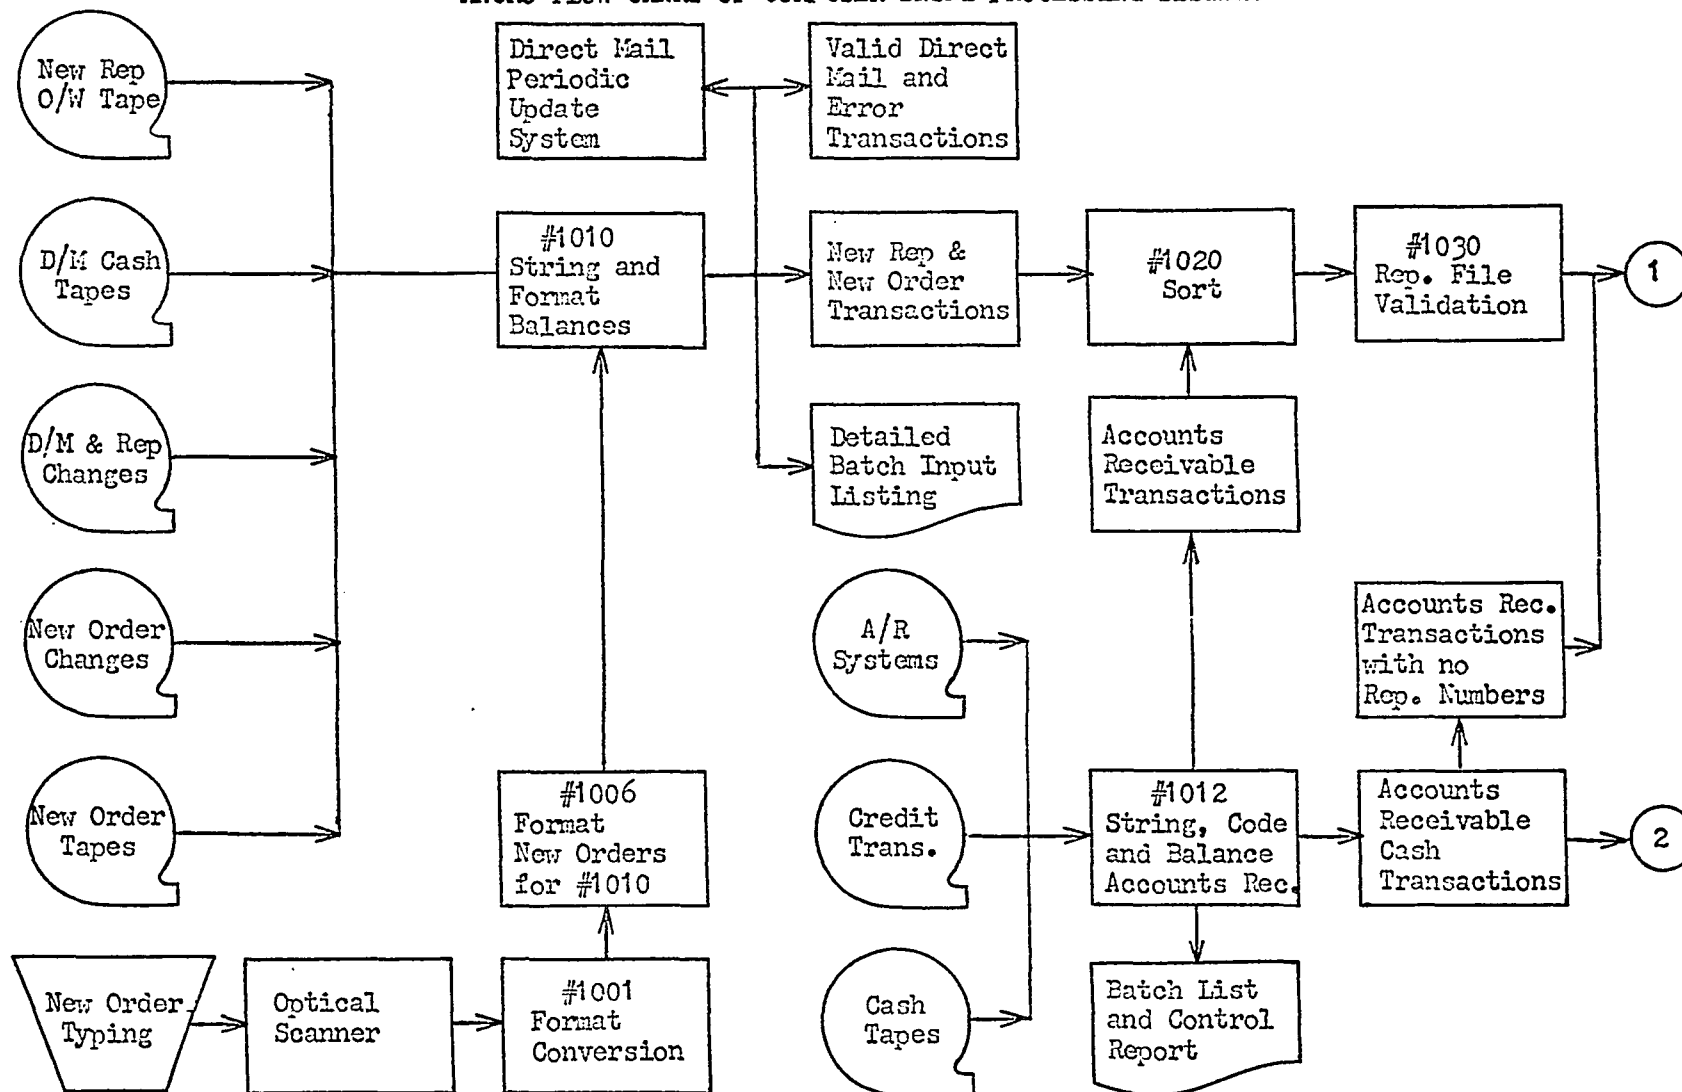 New Rep
O/W Tape
Direct Mail
Periodic
Update
System
Valid Direct
Mail and
Error
Transactions
D/M Cash
Tapes
#1010
String and
Format
Balances
New Rep &
New Order
Transactions
#1020
Sort
#1030
Rep. File
Validation
1
D/M & Rep
Changes
Detailed
Batch Input
Listing
Accounts
Receivable
Transactions
New Order
Changes
A/R
Systems
Accounts Rec.
Transactions
with no
Rep. Numbers
New Order
Tapes
#1006
Format
New Orders
for #1010
Credit
Trans.
#1012
String, Code
and Balance
Accounts Rec.
Accounts
Receivable
Cash
Transactions
2
New Order
Typing
Optical
Scanner
#1001
Format
Conversion
Cash
Tapes
Batch List
and Control
Report